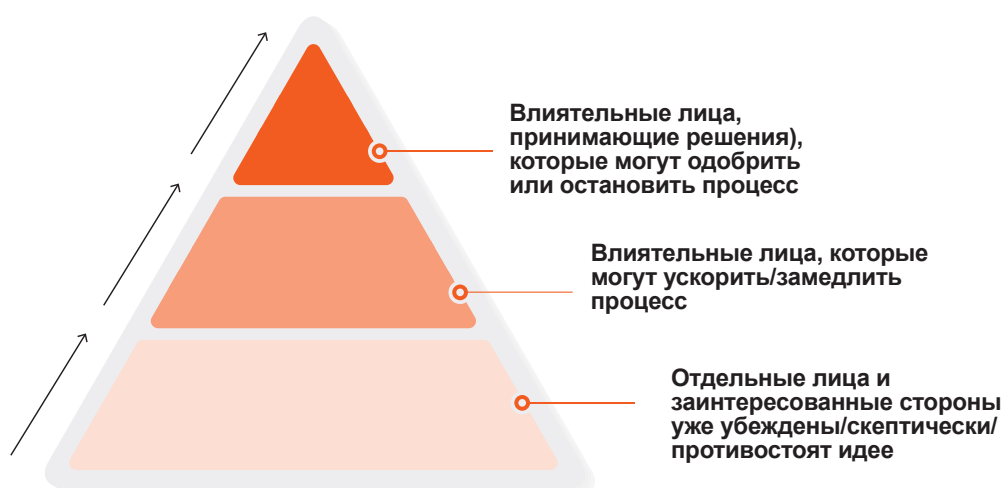 Влиятельные лица,
принимающие решения),
которые могут одобрить
или остановить процесс
Влиятельные лица, которые
могут ускорить/замедлить
процесс
Отдельные лица и
заинтересованные стороны
уже убеждены/скептически/
противостоят идее